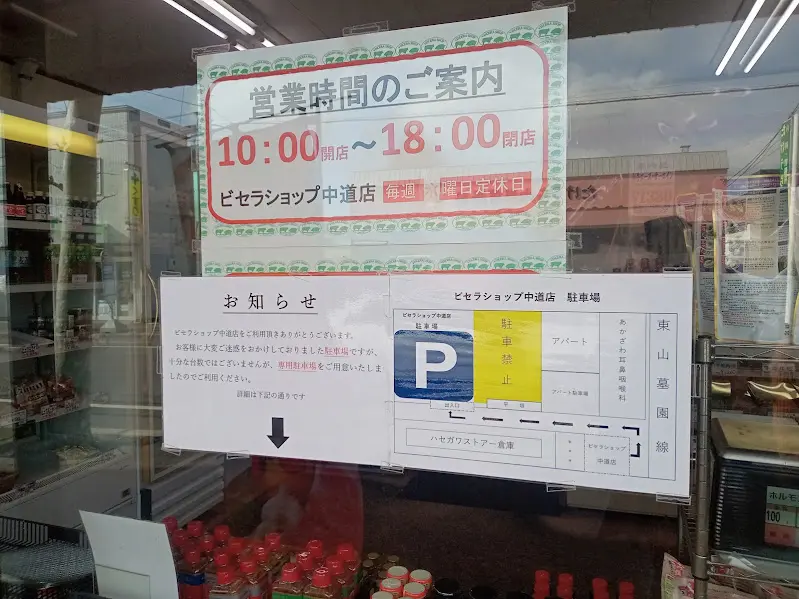 営業時間のご案内
10:00開店～18:00閉店
ビセラショップ中道店 毎週 曜日定休日
お知らせ
ビセラショップ中道店をご利用頂きありがとうございます。
お客様に大変ご迷惑をおかけしておりました駐車場ですが、
十分な台数ではございませんが、専用駐車場をご用意いたしま
したのでご利用ください。
詳細は下記の通りです
ビセラショップ中道店 駐車場
ビセラショップ中道店
駐車場
P
駐車禁止
アパート
アパート駐車場
あかざわ耳鼻咽喉科
東山墓園線
出入口
ハセガワストアー倉庫
ビセラショップ
中道店
ホルモ
100